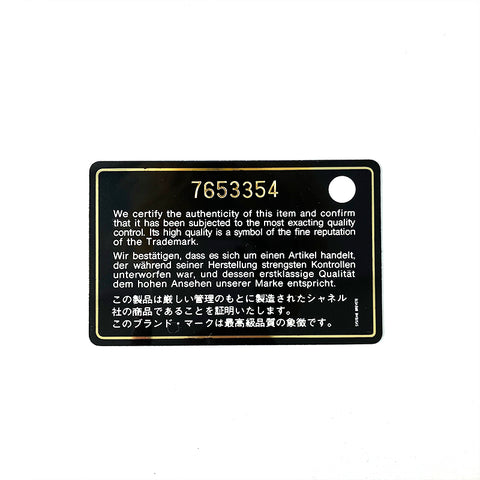 7653354
We certify the authenticity of this item and confirm
that it has been subjected to the most exacting quality
control. Its high quality is a symbol of the fine reputation
of the Trademark.
Wir bestätigen, dass es sich um einen Artikel handelt,
der während seiner Herstellung strengsten Kontrollen
unterworfen war, und dessen erstklassige Qualität
dem hohen Ansehen unserer Marke entspricht.
この製品は厳しい管理のもとに製造されたシャネル
社の商品であることを証明いたします。
このブランド・マークは最高級品質の象徴です。